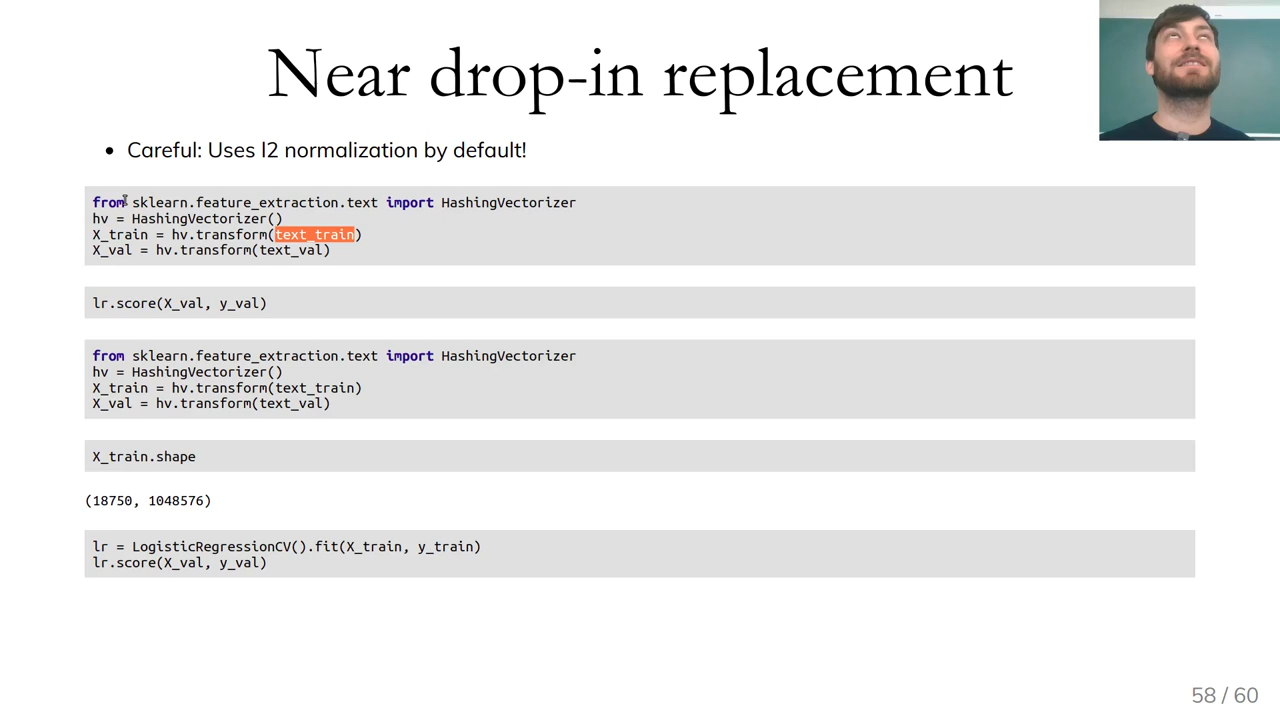 Near drop-in replacement
Careful: Uses l2 normalization by default!
from sklearn.feature_extraction.text import HashingVectorizer
hv = HashingVectorizer()
X_train = hv.transform(text_train)
X_val = hv.transform(text_val)
lr.score(X_val, y_val)
from sklearn.feature_extraction.text import HashingVectorizer
hv = HashingVectorizer()
X_train = hv.transform(text_train)
X_val = hv.transform(text_val)
X_train.shape
(18750, 1048576)
lr = LogisticRegressionCV().fit(X_train, y_train)
lr.score(X_val, y_val)
58 / 60